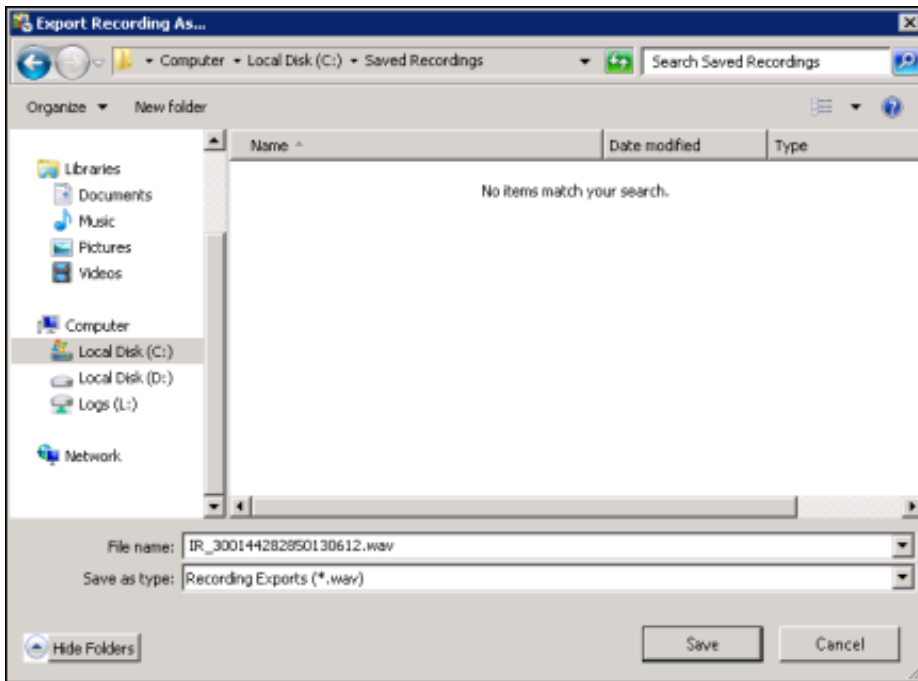 Export Recording As...
Computer Local Disk (C:) Saved Recordings Search Saved Recordings
Organize New folder
Name Date modified Type
No items match your search.
Libraries
Documents
Music
Pictures
Videos
Computer
Local Disk (C:)
Local Disk (D:)
Logs (L:)
Network
File name: IR_300144282850130612.wav
Save as type: Recording Exports (*.wav)
Hide Folders Save Cancel